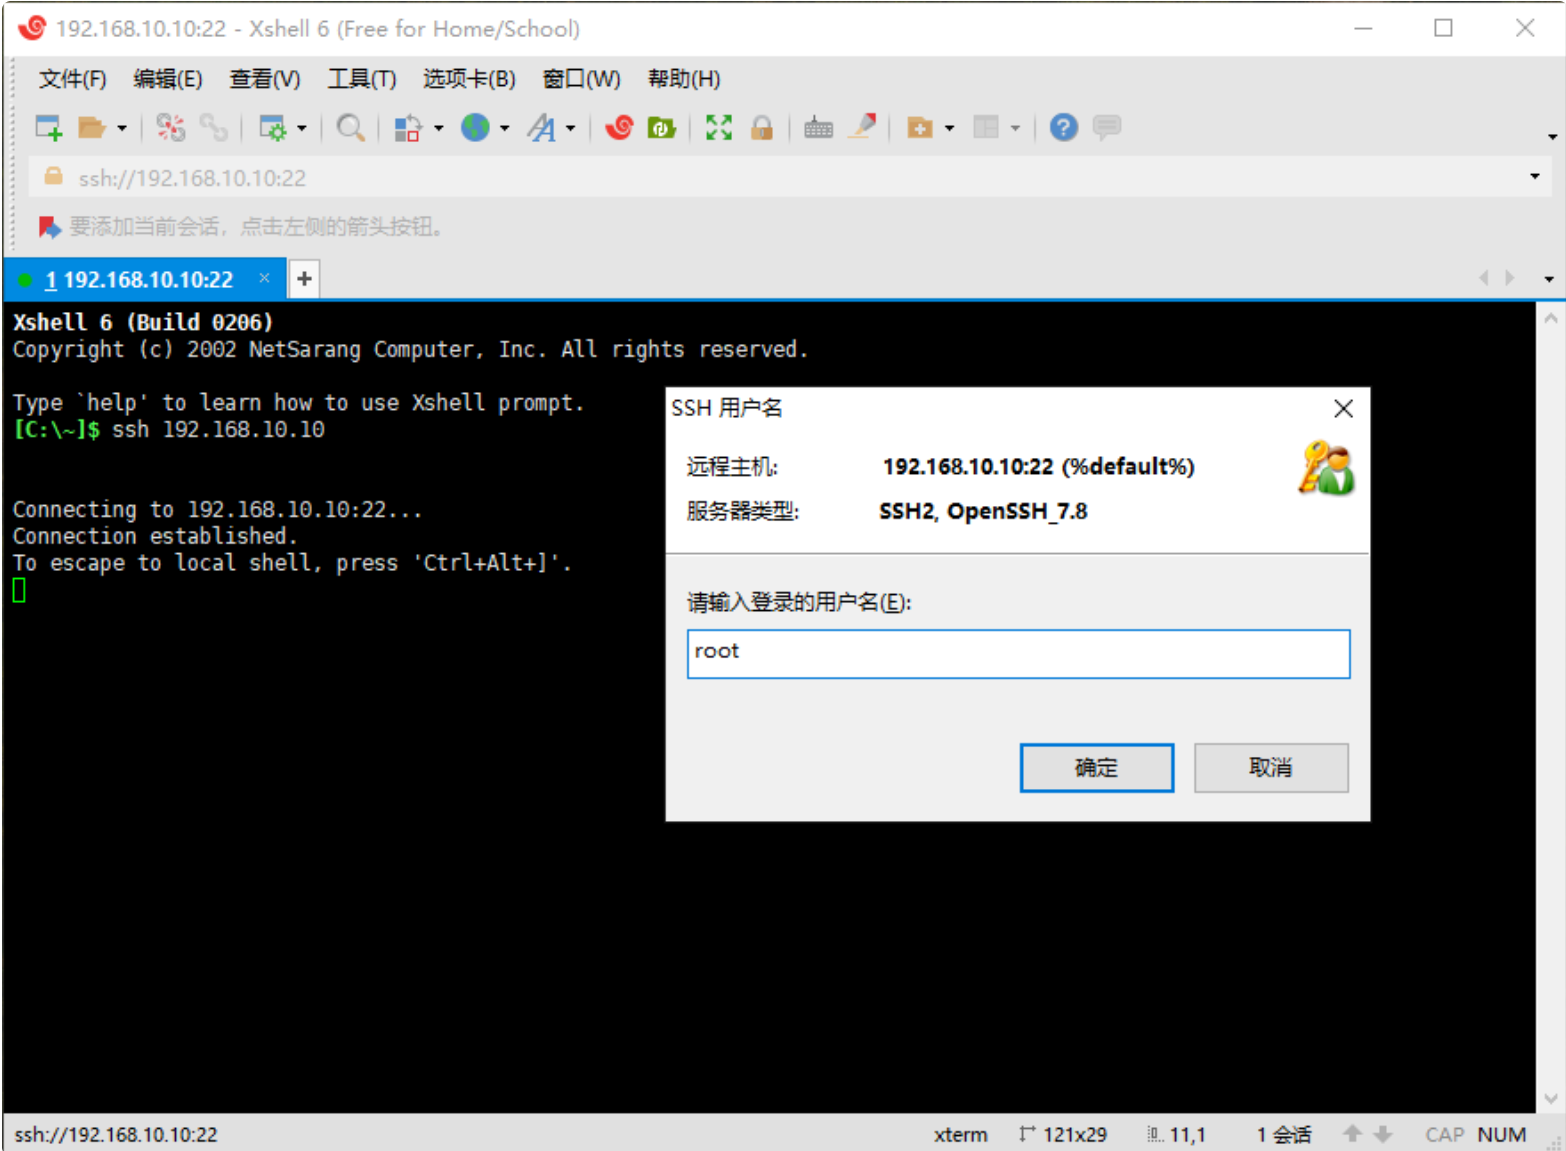 192.168.10.10:22 - Xshell 6 (Free for Home/School)
文件(F) 编辑(E) 查看(V) 工具(T) 选项卡(B) 窗口(W) 帮助(H)
ssh://192.168.10.10:22
要添加当前会话，点击左侧的箭头按钮。
1 192.168.10.10:22 × +
Xshell 6 (Build 0206)
Copyright (c) 2002 NetSarang Computer, Inc. All rights reserved.
Type `help' to learn how to use Xshell prompt.
[C:\~]$ ssh 192.168.10.10
Connecting to 192.168.10.10:22...
Connection established.
To escape to local shell, press 'Ctrl+Alt+]'.
SSH 用户名
远程主机: 192.168.10.10:22 (%default%)
服务器类型: SSH2, OpenSSH_7.8
请输入登录的用户名(E):
root
确定 取消
ssh://192.168.10.10:22 xterm 121x29 11,1 1 会话 CAP NUM